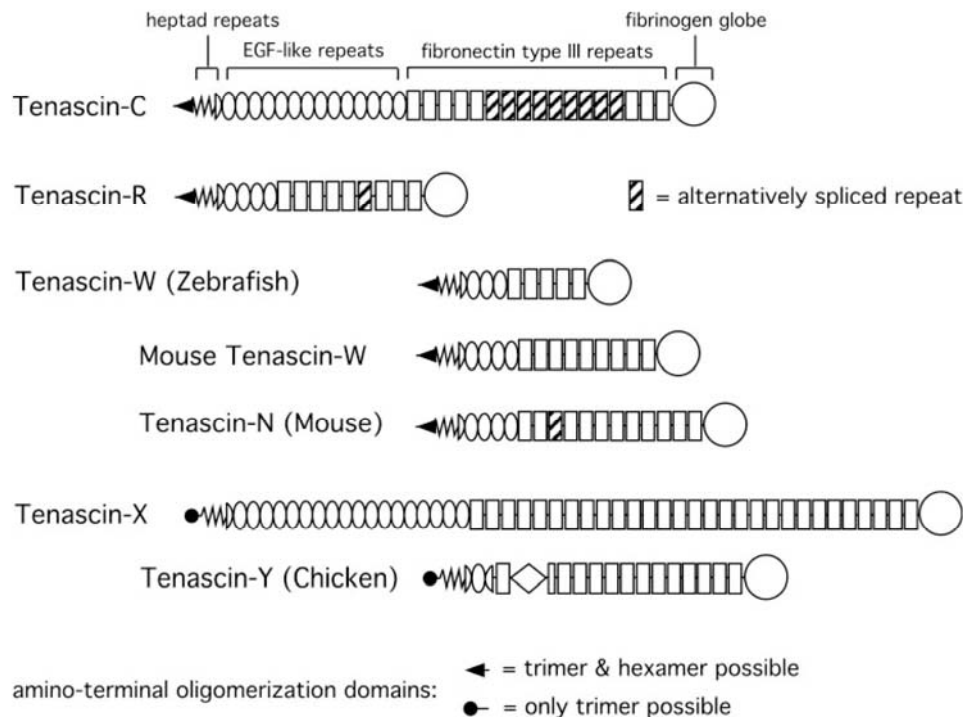 heptad repeats
fibrinogen globe
EGF-like repeats
fibronectin type III repeats
Tenascin-C
Tenascin-R
= alternatively spliced repeat
Tenascin-W (Zebrafish)
Mouse Tenascin-W
Tenascin-N (Mouse)
Tenascin-X
Tenascin-Y (Chicken)
amino-terminal oligomerization domains:
= trimer & hexamer possible
= only trimer possible